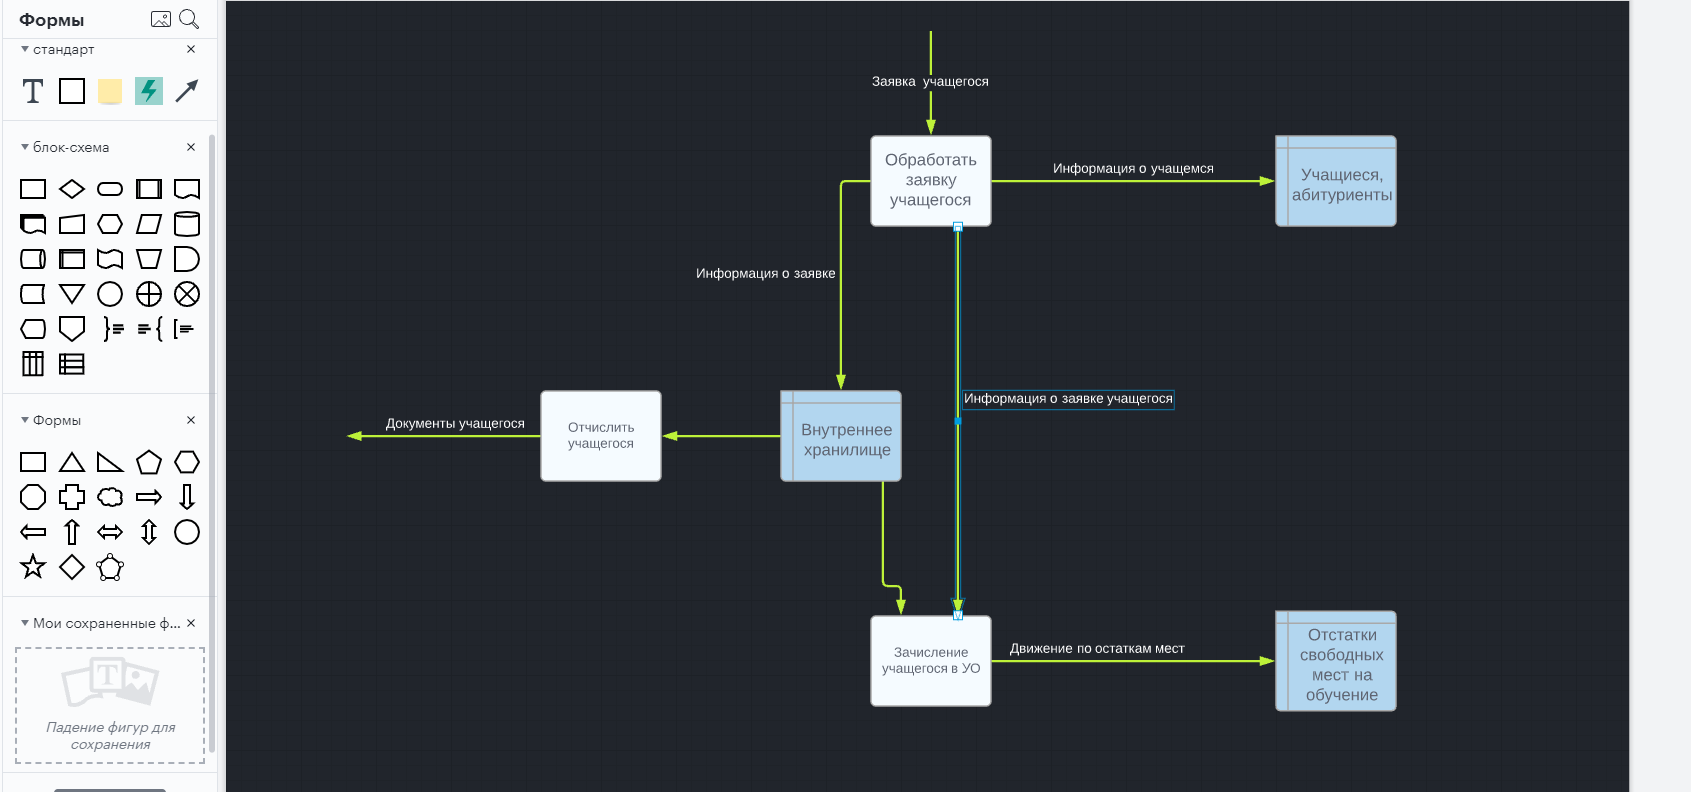 Формы
стандарт
T
блок-схема
Формы
Мои сохраненные ф...
T
Падение фигур для
сохранения
Заявка учащегося
Обработать
заявку
учащегося
Информация о учащемся
Учащиеся,
абитуриенты
Информация о заявке
Информация о заявке учащегося
Документы учащегося
Отчислить
учащегося
Внутреннее
хранилище
Зачисление
учащегося в УО
Движение по остаткам мест
Отстатки
свободных
мест на
обучение